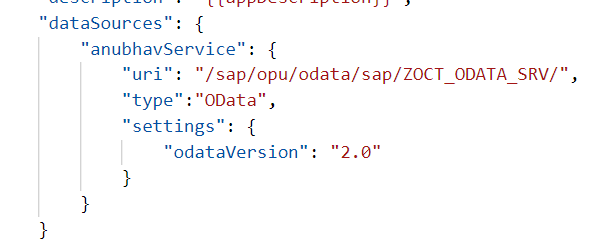 "description": "{{appDescription}}",
"dataSources": {
"anubhavService": {
"uri": "/sap/opu/odata/sap/ZOCT_ODATA_SRV/",
"type":"OData",
"settings": {
"odataVersion": "2.0"
}
}
}